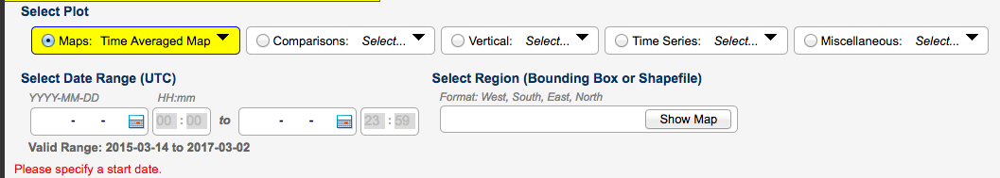 Select Plot
Maps: Time Averaged Map Comparisons: Select... Vertical: Select... Time Series: Select... Miscellaneous: Select...
Select Date Range (UTC) Select Region (Bounding Box or Shapefile)
YYYY-MM-DD HH:mm Format: West, South, East, North
- - 00 : 00 to - - 23 : 59 Show Map
Valid Range: 2015-03-14 to 2017-03-02
Please specify a start date.